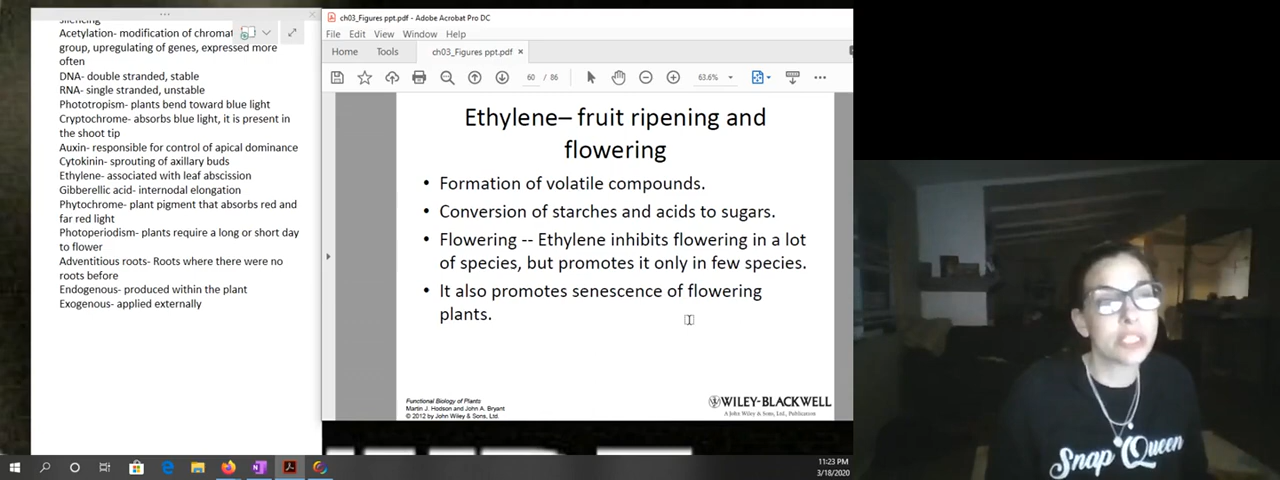 silencing
Acetylation- modification of chromat
group, upregulating of genes, expressed more
often
DNA- double stranded, stable
RNA- single stranded, unstable
Phototropism- plants bend toward blue light
Cryptochrome- absorbs blue light, it is present in
the shoot tip
Auxin- responsible for control of apical dominance
Cytokinin- sprouting of axillary buds
Ethylene- associated with leaf abscission
Gibberellic acid- internodal elongation
Phytochrome- plant pigment that absorbs red and
far red light
Photoperiodism- plants require a long or short day
to flower
Adventitious roots- Roots where there were no
roots before
Endogenous- produced within the plant
Exogenous- applied externally
ch03_Figures ppt.pdf - Adobe Acrobat Pro DC
File Edit View Window Help
Home Tools ch03_Figures ppt.pdf ×
60 / 86 63.6%
Ethylene– fruit ripening and
flowering
• Formation of volatile compounds.
• Conversion of starches and acids to sugars.
• Flowering -- Ethylene inhibits flowering in a lot
of species, but promotes it only in few species.
• It also promotes senescence of flowering
plants.
Functional Biology of Plants
Martin J. Hodson and John A. Bryant
© 2012 by John Wiley & Sons, Ltd.
WILEY-BLACKWELL
A John Wiley & Sons, Ltd., Publication
Snap Queen
11:23 PM
3/18/2020